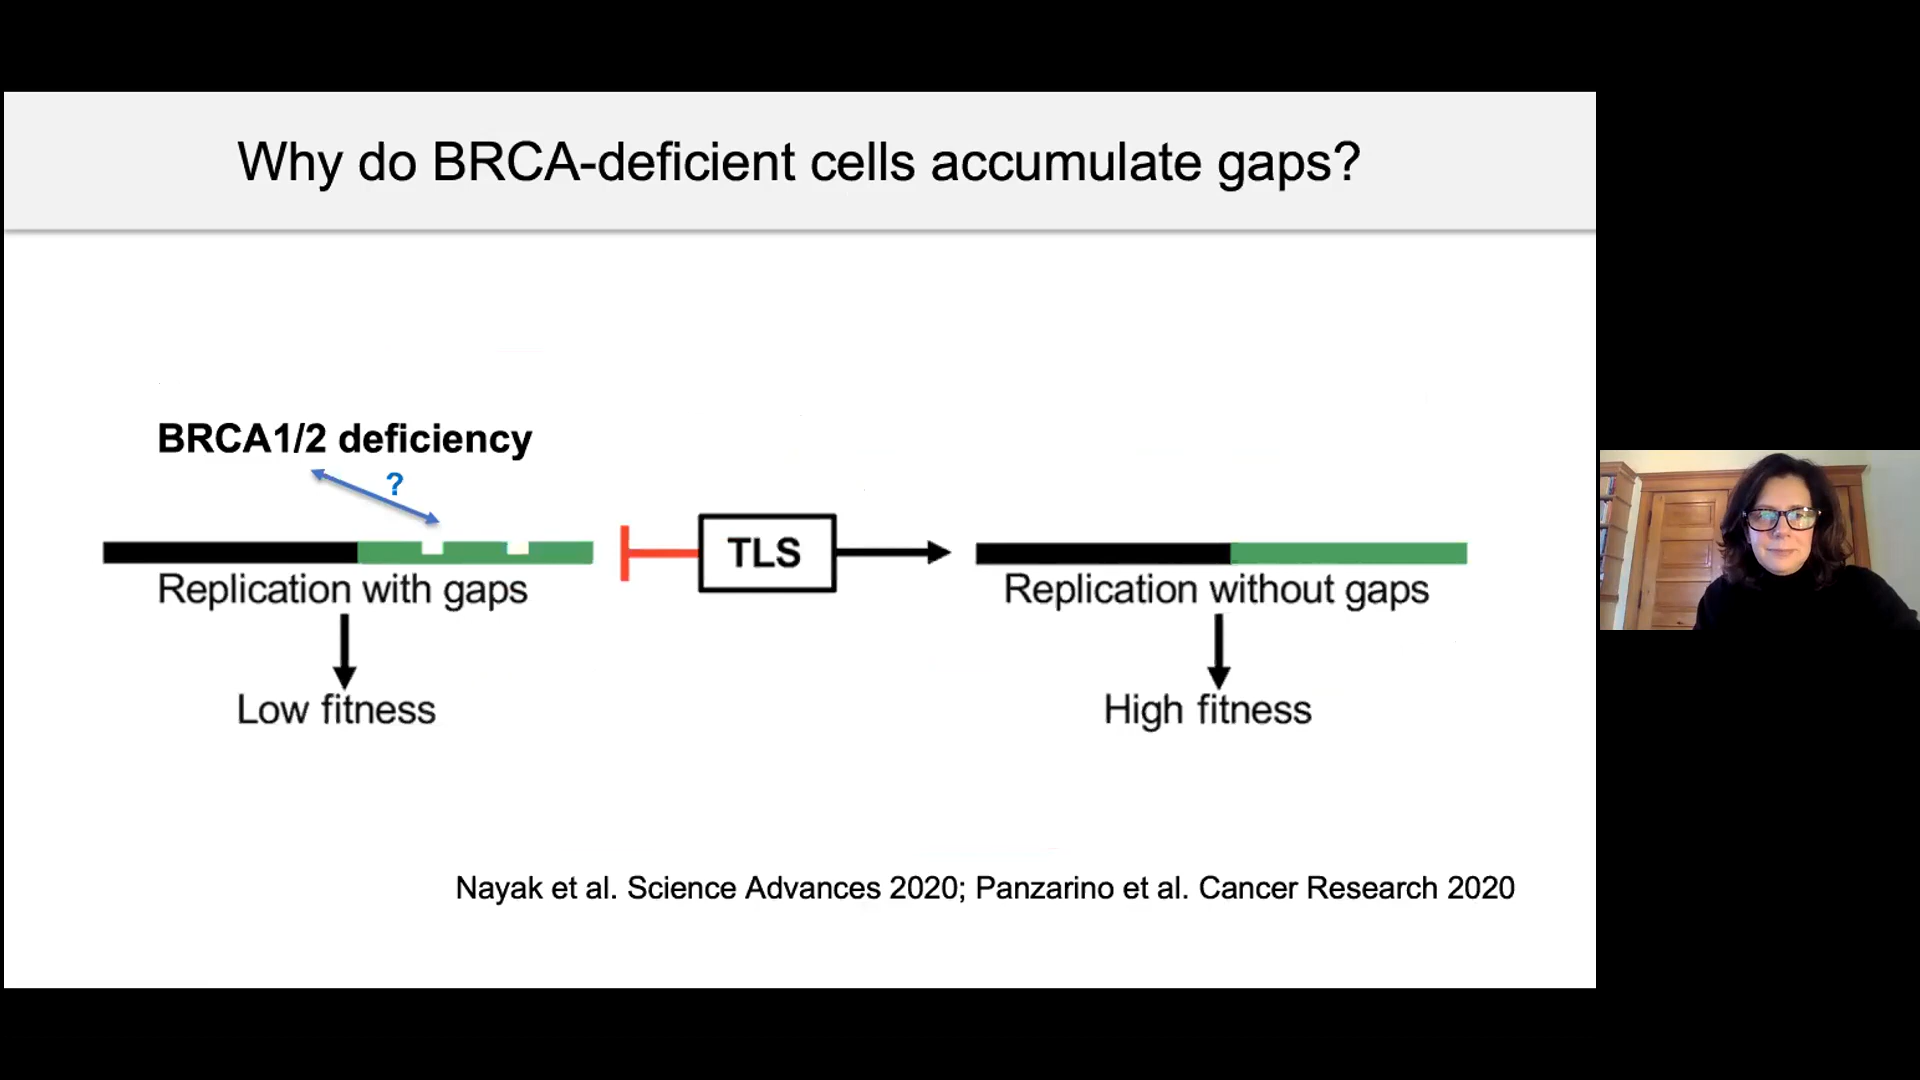 Why do BRCA-deficient cells accumulate gaps?
BRCA1/2 deficiency
?
TLS
Replication with gaps
Replication without gaps
Low fitness
High fitness
Nayak et al. Science Advances 2020; Panzarino et al. Cancer Research 2020